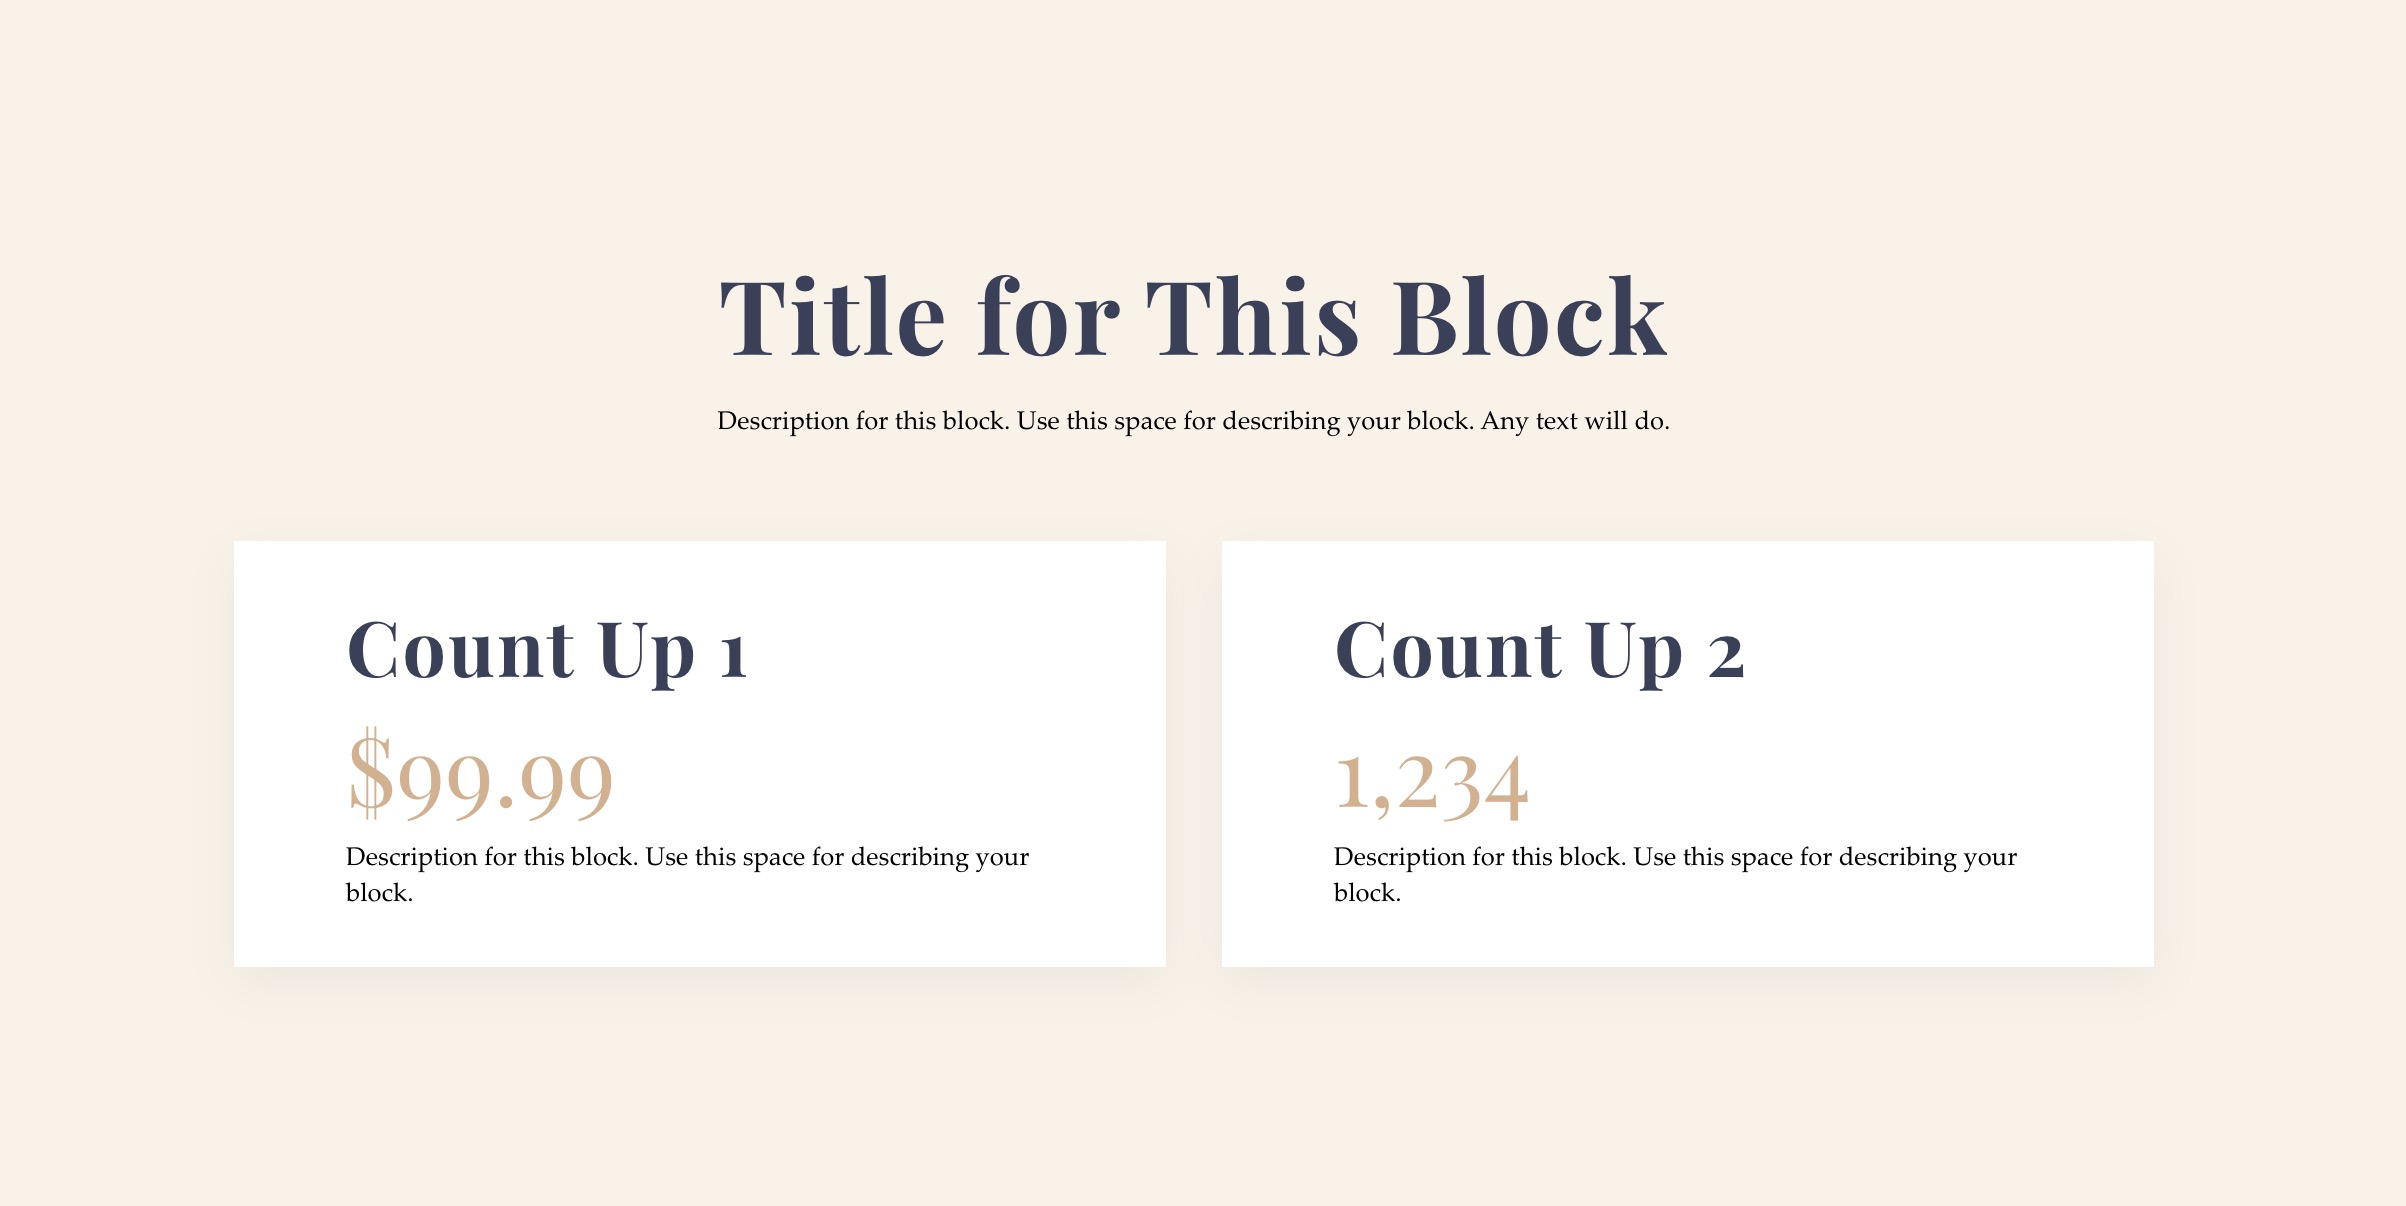 Title for This Block
Description for this block. Use this space for describing your block. Any text will do.
Count Up 1
$99.99
Description for this block. Use this space for describing your
block.
Count Up 2
1,234
Description for this block. Use this space for describing your
block.